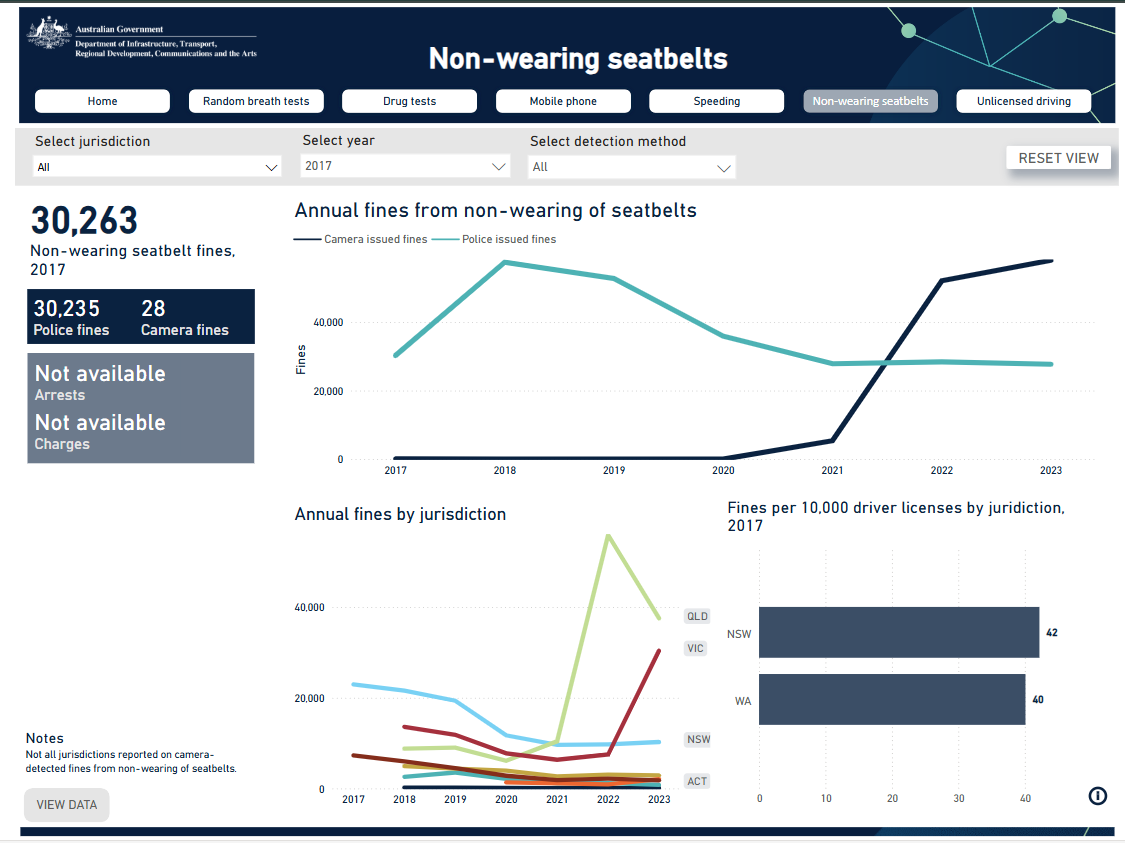 Australian Government
Department of Infrastructure, Transport,
Regional Development, Communications and the Arts
Non-wearing seatbelts
Home
Random breath tests
Drug tests
Mobile phone
Speeding
Non-wearing seatbelts
Unlicensed driving
Select jurisdiction
All
Select year
2017
Select detection method
All
RESET VIEW
30,263
Non-wearing seatbelt fines,
2017
30,235
Police fines
28
Camera fines
Not available
Arrests
Not available
Charges
Annual fines from non-wearing of seatbelts
Camera issued fines
Police issued fines
Fines
40,000
20,000
0
2017
2018
2019
2020
2021
2022
2023
Annual fines by jurisdiction
40,000
20,000
0
2017
2018
2019
2020
2021
2022
2023
QLD
VIC
NSW
ACT
Fines per 10,000 driver licenses by juridiction,
2017
NSW
42
WA
40
0
10
20
30
40
Notes
Not all jurisdictions reported on camera-
detected fines from non-wearing of seatbelts.
VIEW DATA